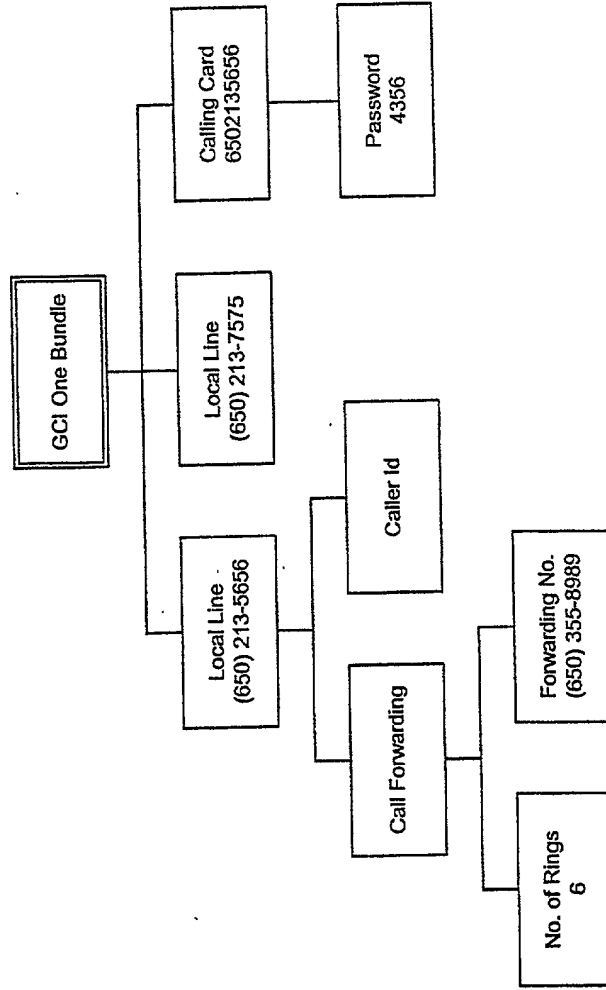 GCI One Bundle
Local Line
(650) 213-5656
Local Line
(650) 213-7575
Calling Card
6502135656
Call Forwarding
Caller Id
Password
4356
No. of Rings
6
Forwarding No.
(650) 355-8989